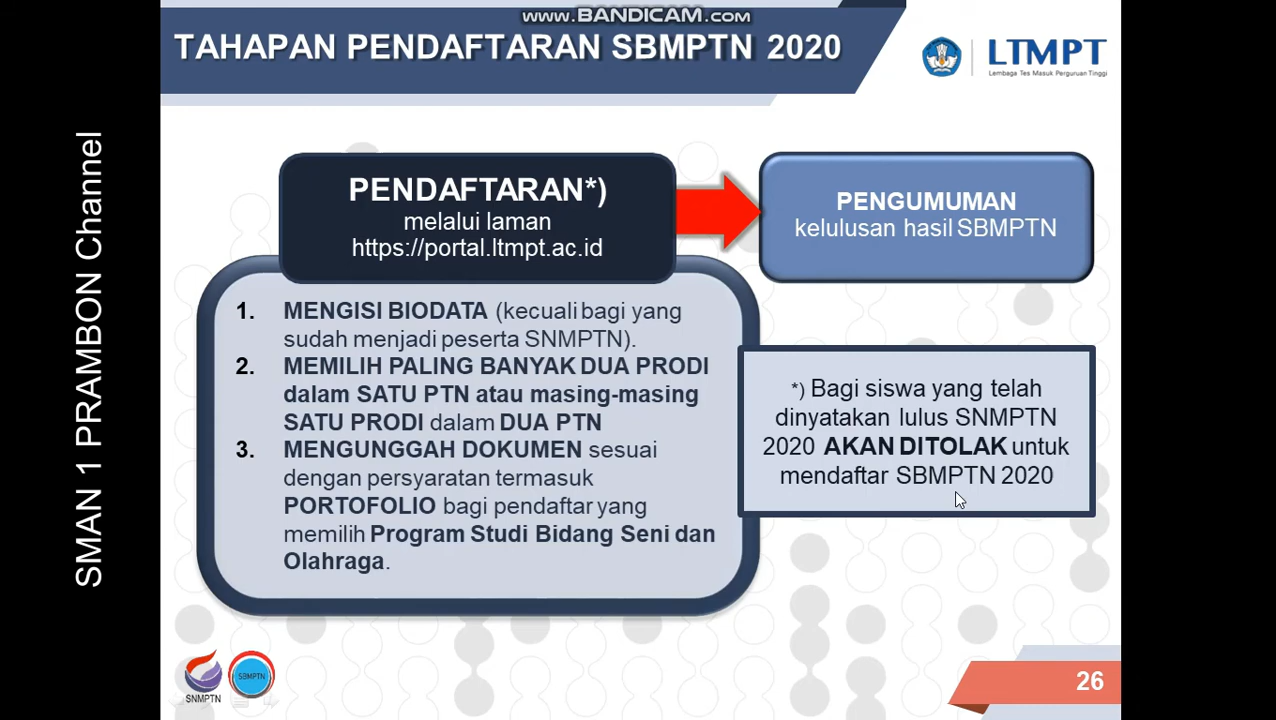 www.BANDICAM.com
TAHAPAN PENDAFTARAN SBMPTN 2020
LTMPT
Lembaga Tes Masuk Perguruan Tinggi
SMAN 1 PRAMBON Channel
PENDAFTARAN*)
melalui laman
https://portal.ltmpt.ac.id
PENGUMUMAN
kelulusan hasil SBMPTN
1. MENGISI BIODATA (kecuali bagi yang
sudah menjadi peserta SNMPTN).
2. MEMILIH PALING BANYAK DUA PRODI
dalam SATU PTN atau masing-masing
SATU PRODI dalam DUA PTN
3. MENGUNGGAH DOKUMEN sesuai
dengan persyaratan termasuk
PORTOFOLIO bagi pendaftar yang
memilih Program Studi Bidang Seni dan
Olahraga.
*) Bagi siswa yang telah
dinyatakan lulus SNMPTN
2020 AKAN DITOLAK untuk
mendaftar SBMPTN 2020
SNMPTN
SBMPTN
26